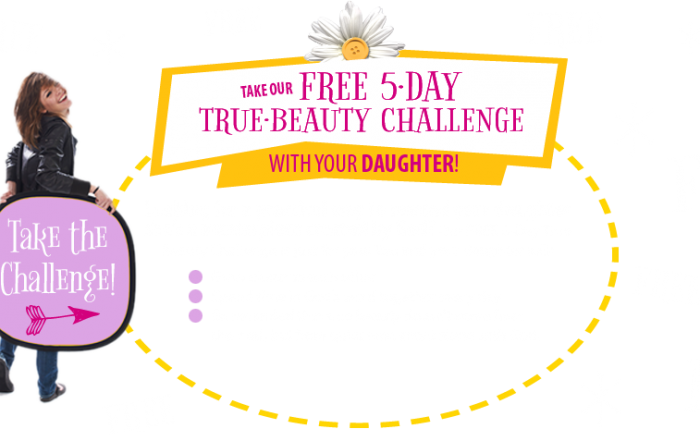 TAKE OUR FREE 5-DAY
TRUE-BEAUTY CHALLENGE
WITH YOUR DAUGHTER!
Take the
Challenge!